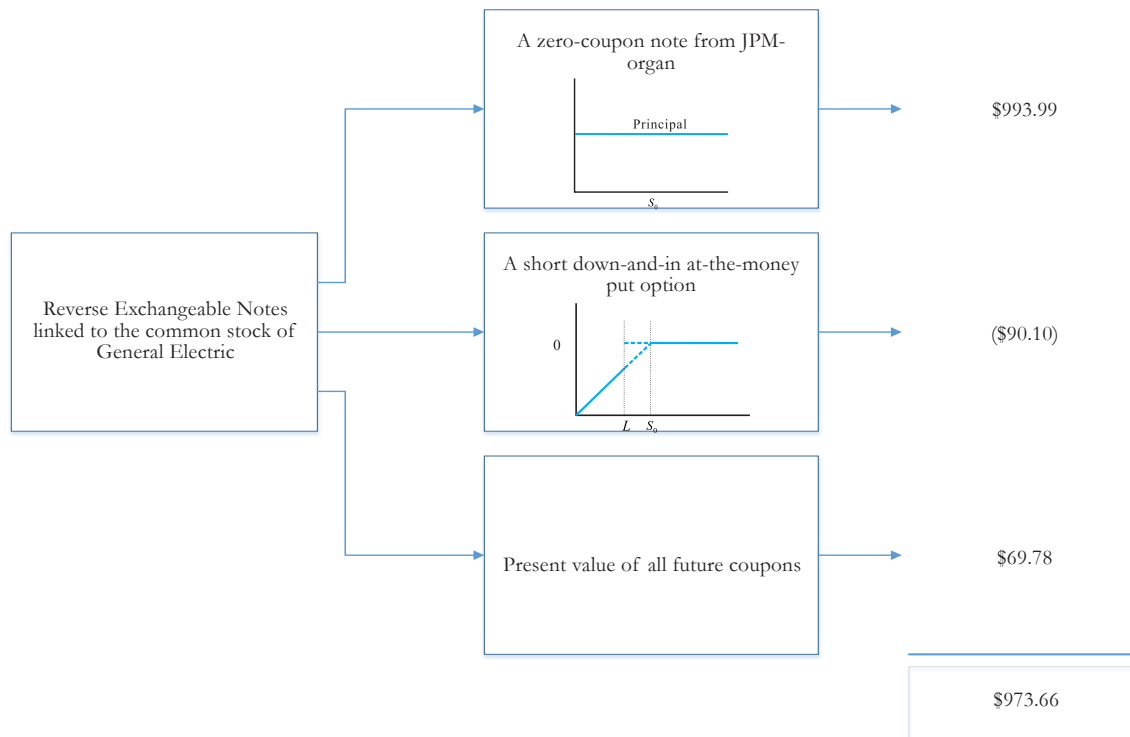 A zero-coupon note from JPM-
organ
Principal
S₀
$993.99
Reverse Exchangeable Notes
linked to the common stock of
General Electric
A short down-and-in at-the-money
put option
0
L S₀
($90.10)
Present value of all future coupons
$69.78
$973.66